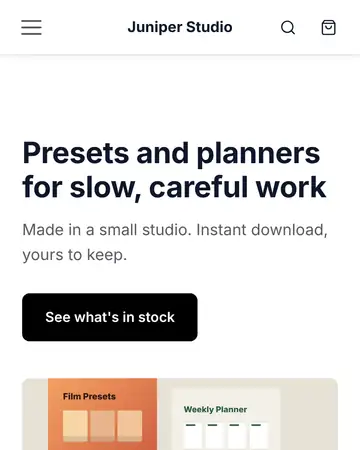 Juniper Studio
Presets and planners
for slow, careful work
Made in a small studio. Instant download,
yours to keep.
See what's in stock
Film Presets
Weekly Planner